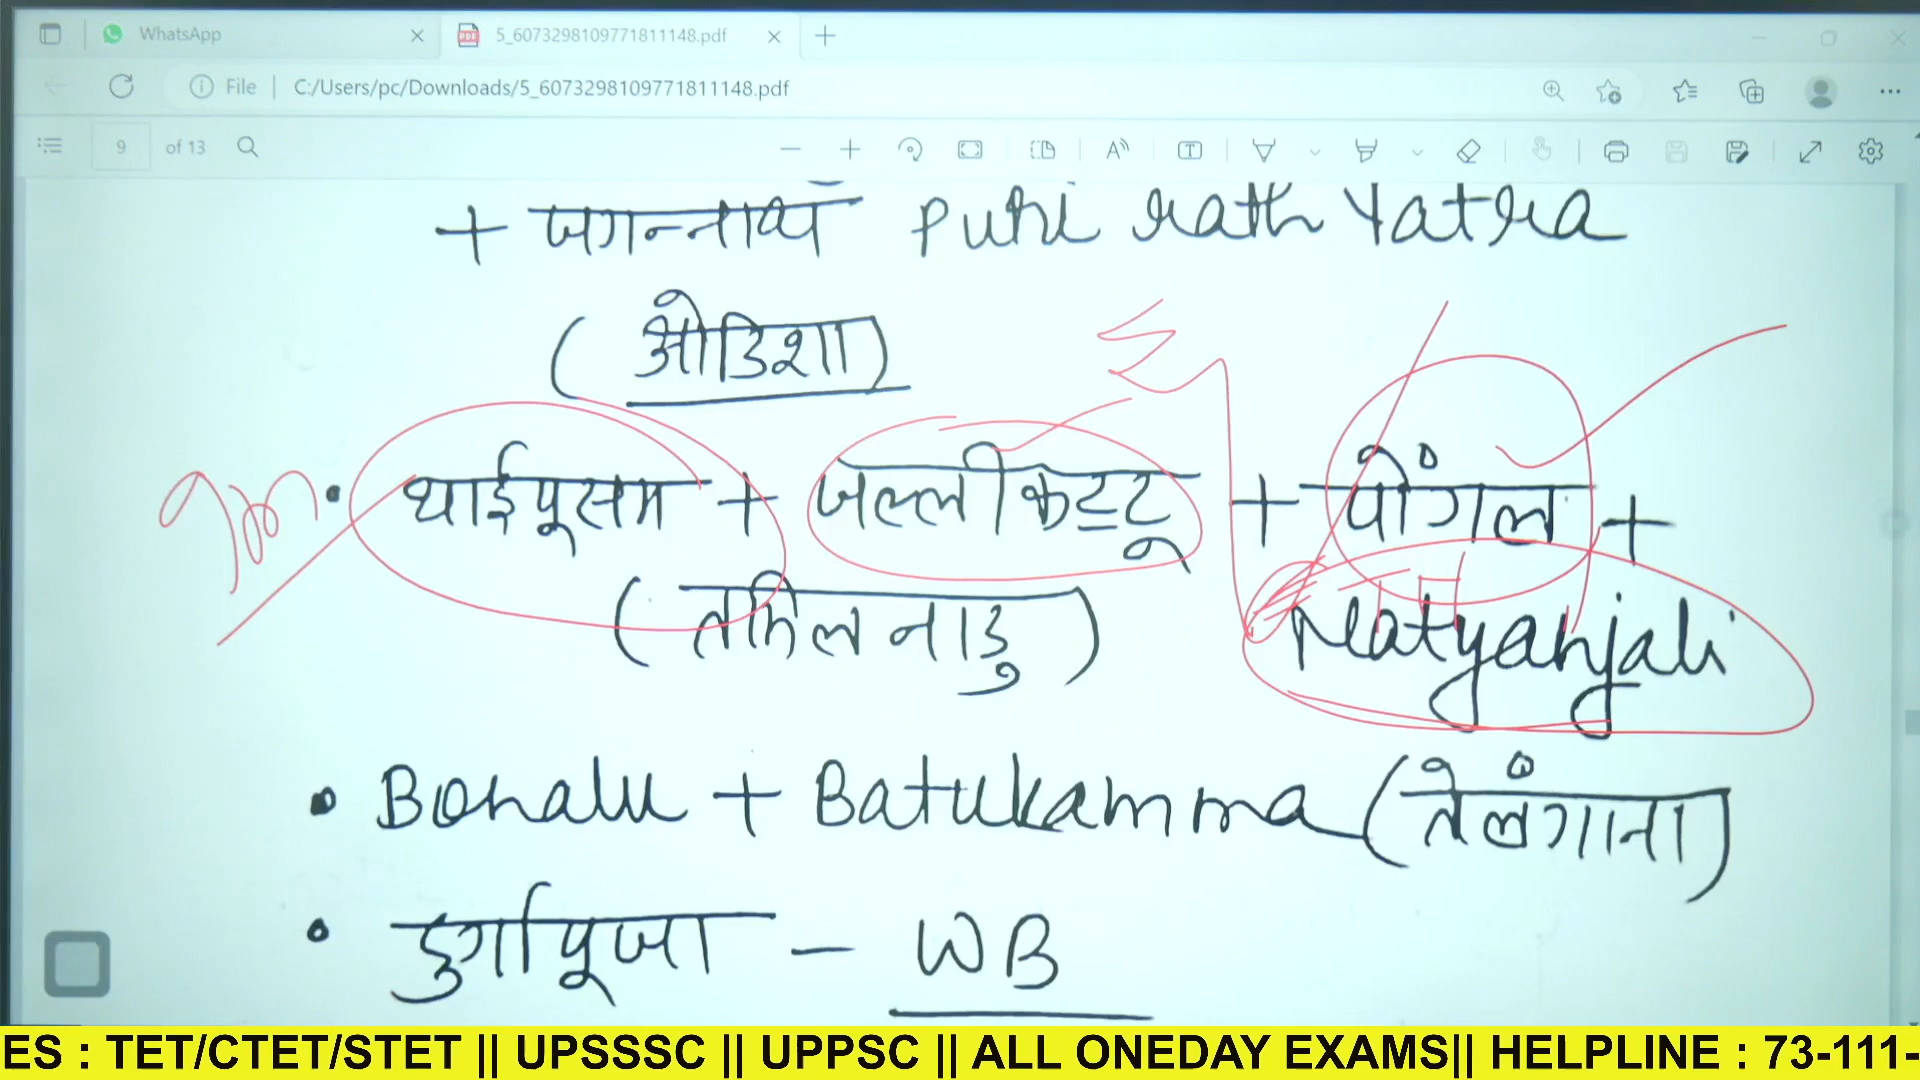 WhatsApp
5_6073298109771811148.pdf
File
C:/Users/pc/Downloads/5_6073298109771811148.pdf
9 of 13
+ जगन्नाथ Puri rath Yatra
(ओडिशा)
• थाईपूसम + जल्लीकट्टू + पोंगल +
(तमिलनाडु) Natyanjali
• Bonalu + Batukamma (तेलंगाना)
• दुर्गापूजा - WB
ES : TET/CTET/STET || UPSSSC || UPPSC || ALL ONEDAY EXAMS|| HELPLINE : 73-111-